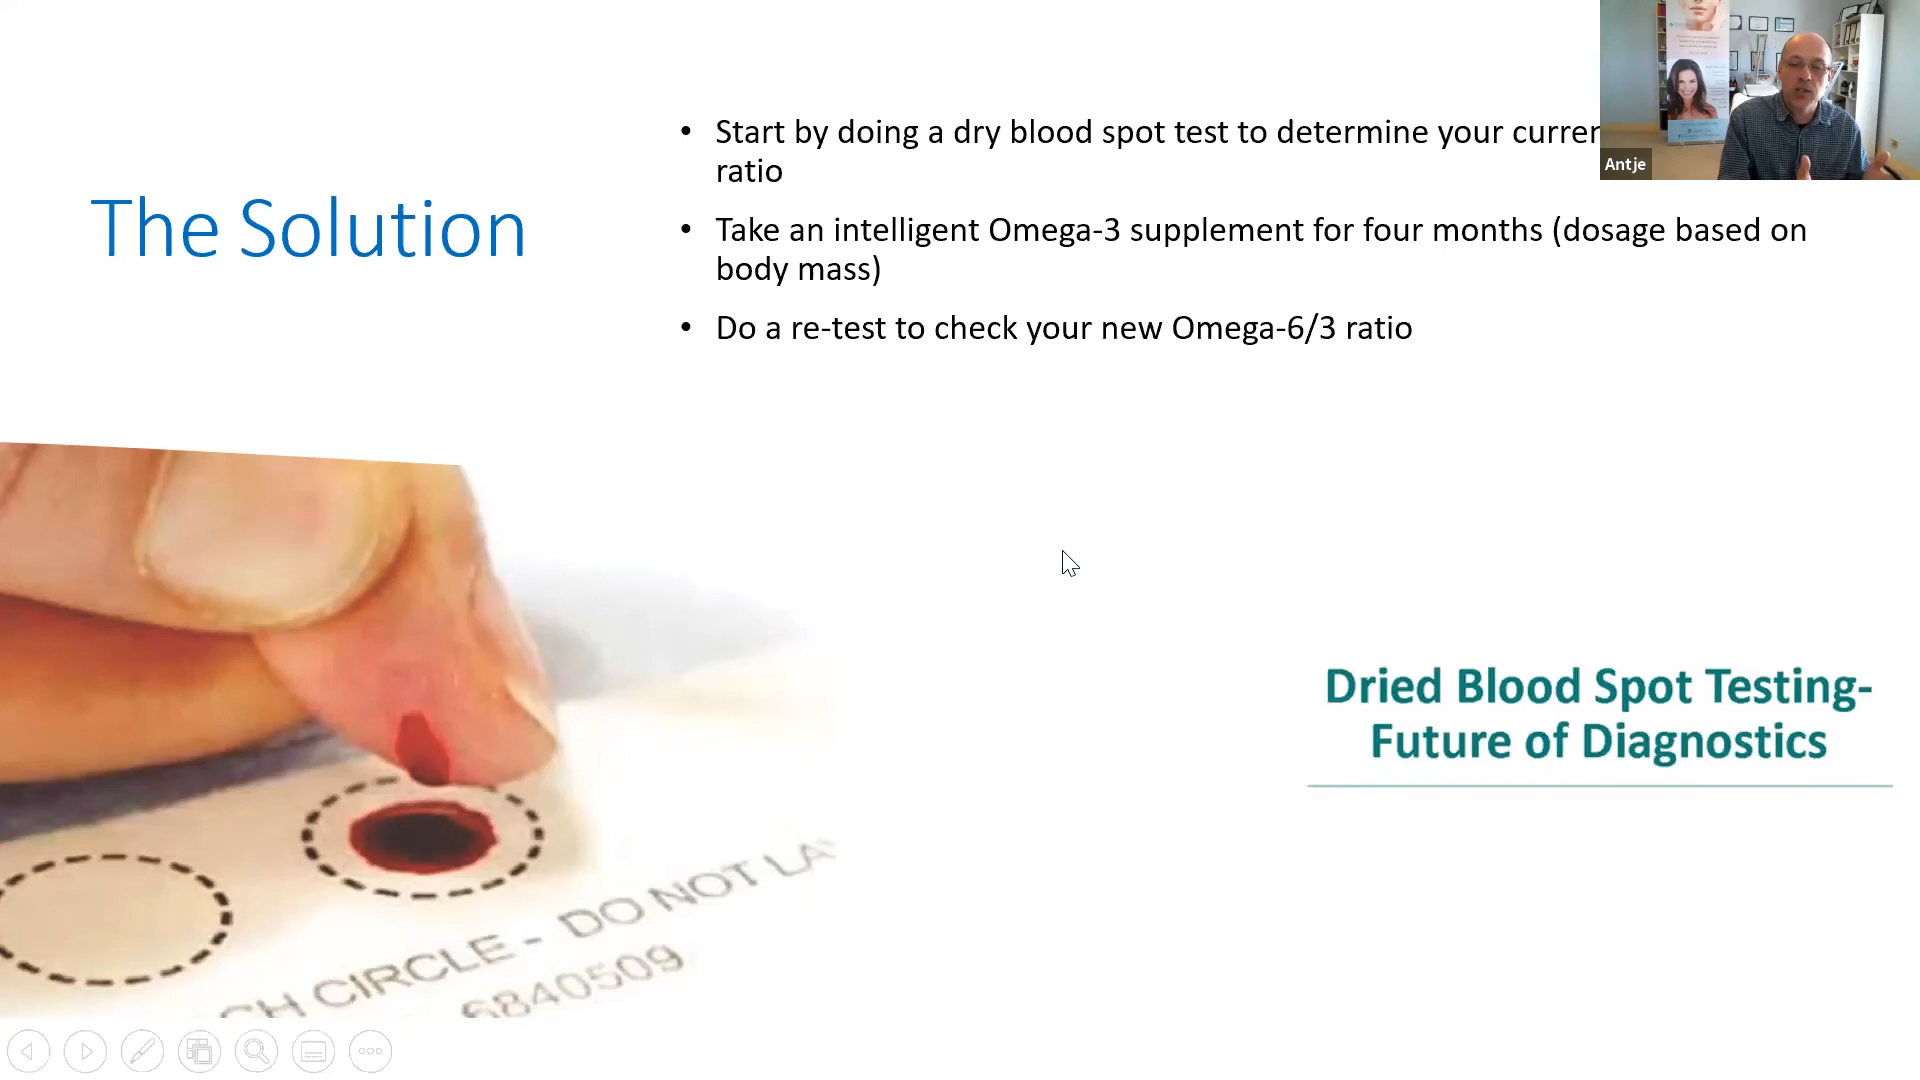 The Solution
• Start by doing a dry blood spot test to determine your
ratio
• Take an intelligent Omega-3 supplement for four months (dosage based on
body mass)
• Do a re-test to check your new Omega-6/3 ratio
Antje
Dried Blood Spot Testing-
Future of Diagnostics
CIRCLE - DO NOT
6840509